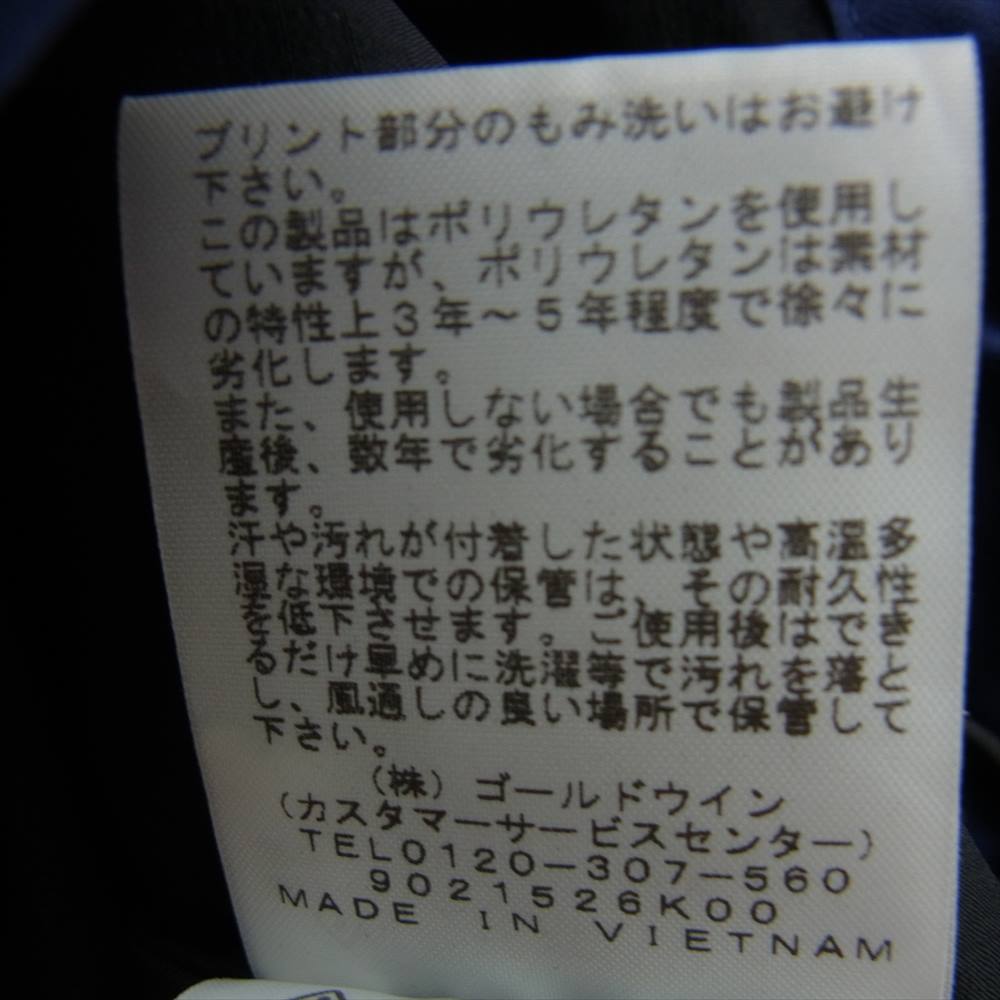 プリント部分のもみ洗いはお避け
下さい。
この製品はポリウレタンを使用し
ていますが、ポリウレタンは素材
の特性上3年～5年程度で徐々に
劣化します。
また、使用しない場合でも製品生
産後、数年で劣化することがあり
ます。
汗や汚れが付着した状態や高温多
湿な環境での保管は、その耐久性
を低下させます。ご使用後はでき
るだけ早めに洗濯等で汚れを落と
し、風通しの良い場所で保管して
下さい。
(株)ゴールドウイン
(カスタマーサービスセンター)
TEL0120-307-560
9021526K00
MADE IN VIETNAM